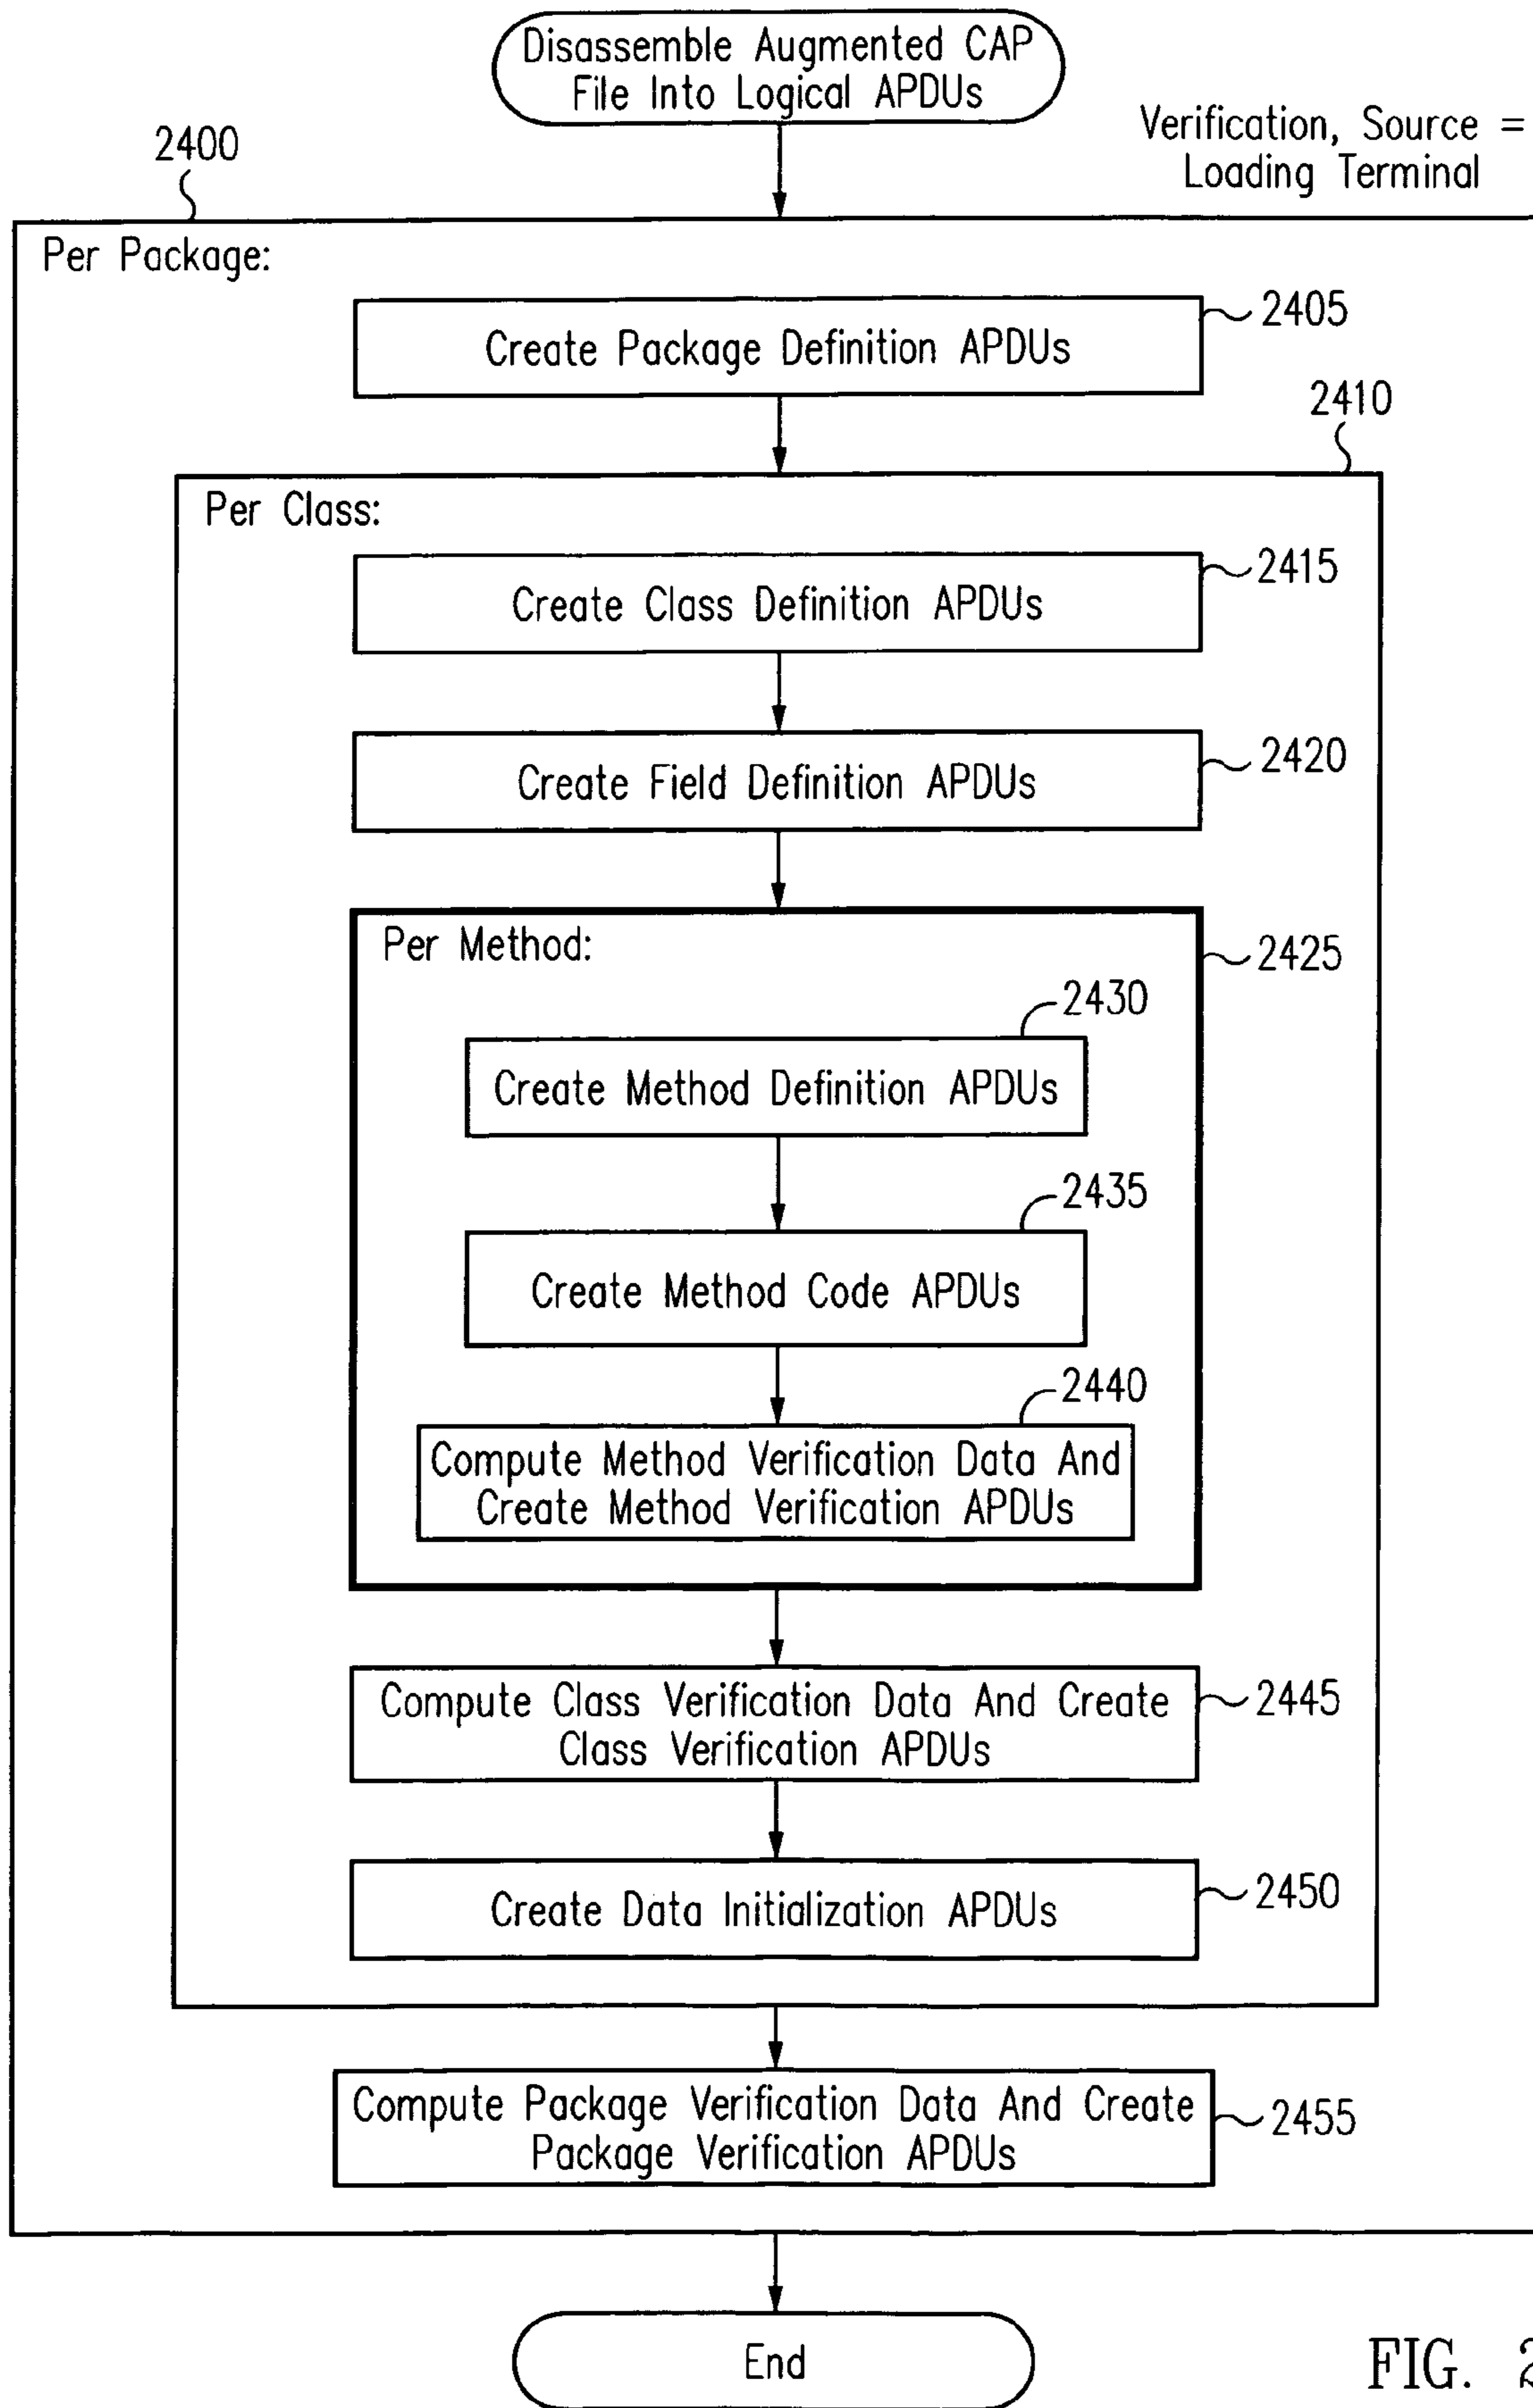 Disassemble Augmented CAP
File Into Logical APDUs
Verification, Source =
Loading Terminal
2400
Per Package:
2405
Create Package Definition APDUs
2410
Per Class:
2415
Create Class Definition APDUs
2420
Create Field Definition APDUs
Per Method:
2425
2430
Create Method Definition APDUs
2435
Create Method Code APDUs
2440
Compute Method Verification Data And
Create Method Verification APDUs
Compute Class Verification Data And Create
Class Verification APDUs
2445
Create Data Initialization APDUs
2450
Compute Package Verification Data And Create
Package Verification APDUs
2455
End
FIG.